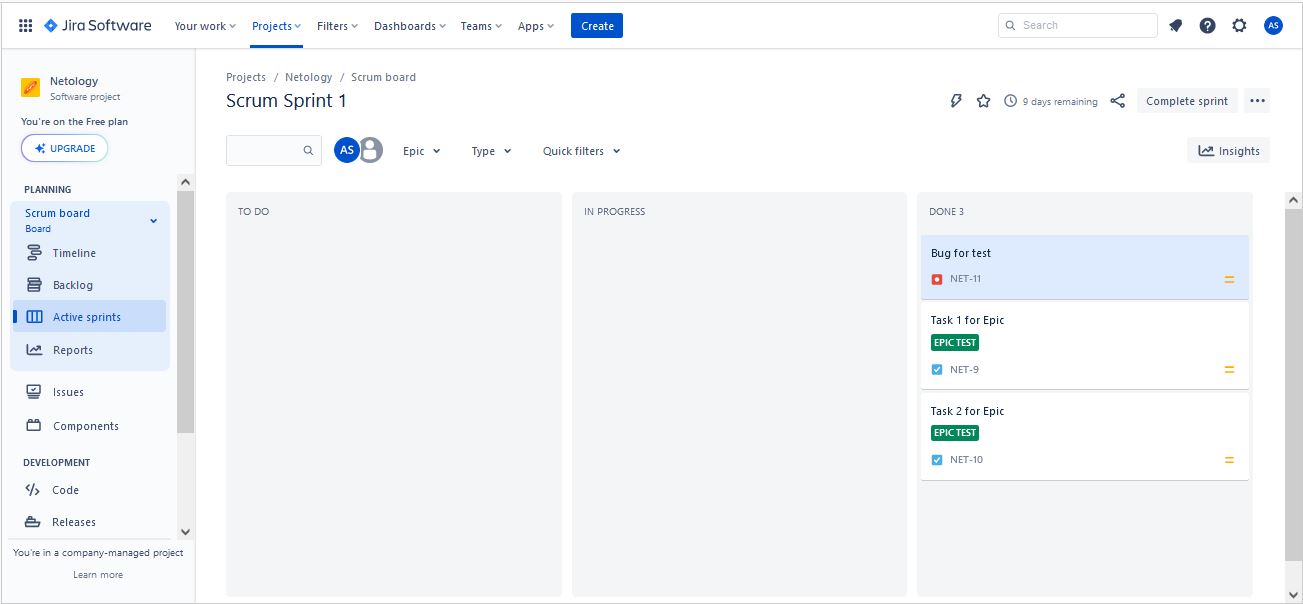 Jira Software
Your work
Projects
Filters
Dashboards
Teams
Apps
Create
Search
AS
Netology
Software project
You're on the Free plan
UPGRADE
PLANNING
Scrum board
Board
Timeline
Backlog
Active sprints
Reports
Issues
Components
DEVELOPMENT
Code
Releases
You're in a company-managed project
Learn more
Projects / Netology / Scrum board
Scrum Sprint 1
9 days remaining
Complete sprint
AS
Epic
Type
Quick filters
Insights
TO DO
IN PROGRESS
DONE 3
Bug for test
NET-11
Task 1 for Epic
EPIC TEST
NET-9
Task 2 for Epic
EPIC TEST
NET-10